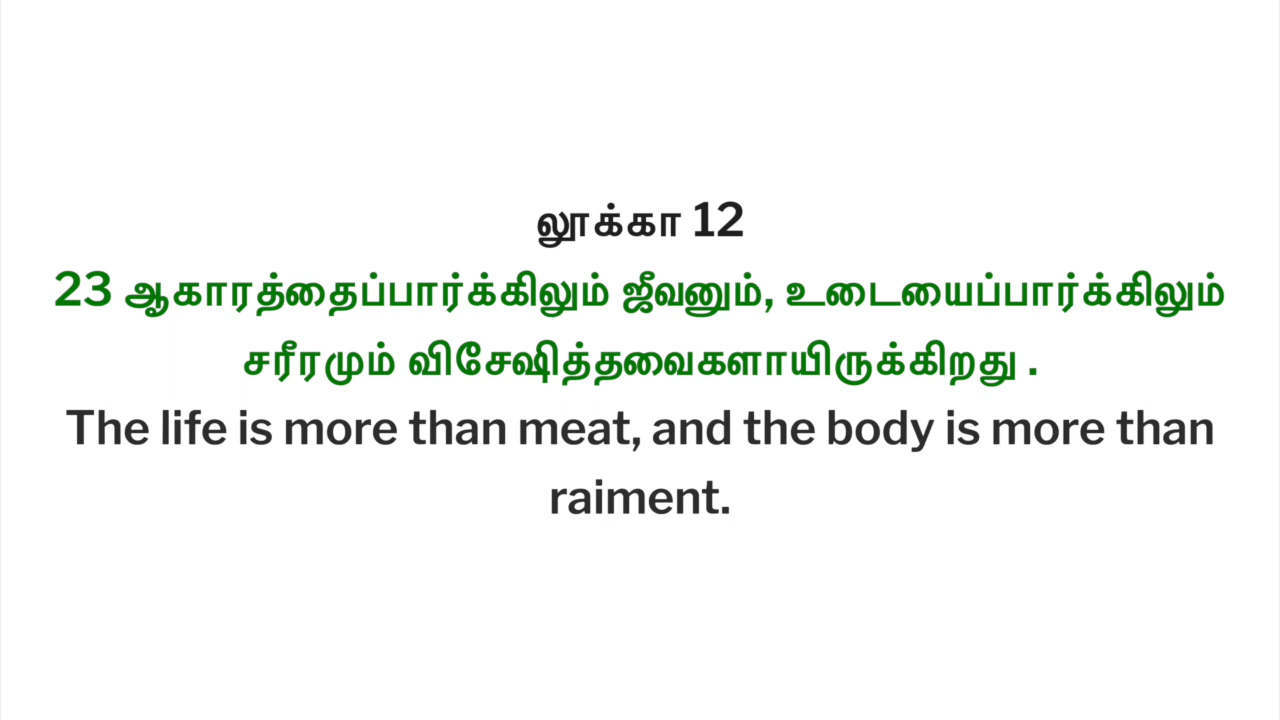 லூக்கா 12
23 ஆகாரத்தைப்பார்க்கிலும் ஜீவனும், உடையைப்பார்க்கிலும்
சரீரமும் விசேஷித்தவைகளாயிருக்கிறது .
The life is more than meat, and the body is more than
raiment.